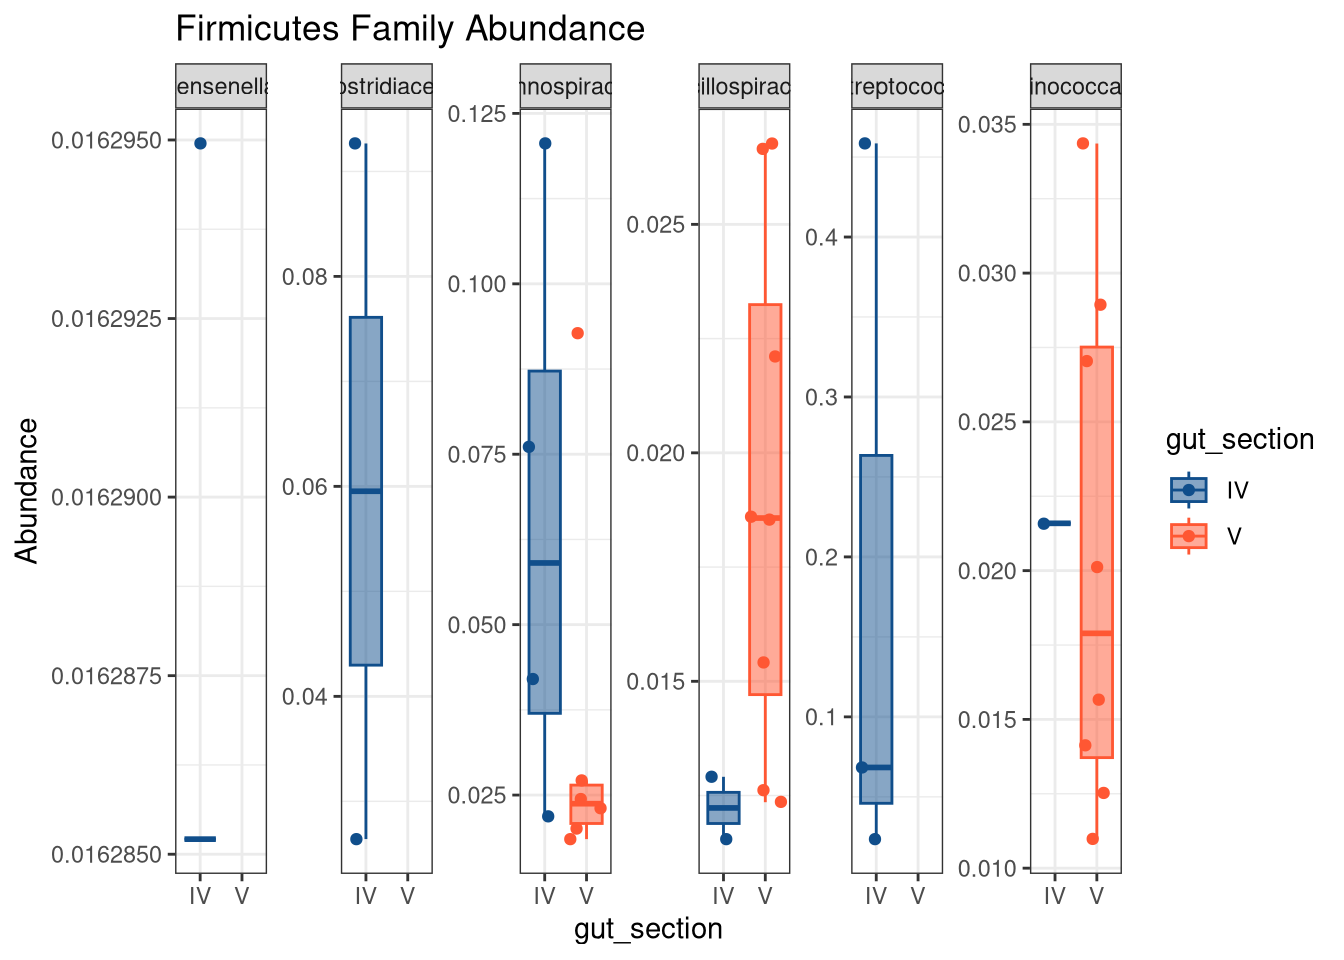 Firmicutes Family Abundance
ensenella
ostridiace
nnospirac
illospirac
treptococ
inococca
0.0162950
0.0162925
0.0162900
0.0162875
0.0162850
0.08
0.06
0.04
0.125
0.100
0.075
0.050
0.025
0.025
0.020
0.015
0.4
0.3
0.2
0.1
0.035
0.030
0.025
0.020
0.015
0.010
Abundance
IV V
IV V
IV V
IV V
IV V
IV V
gut_section
gut_section
IV
V